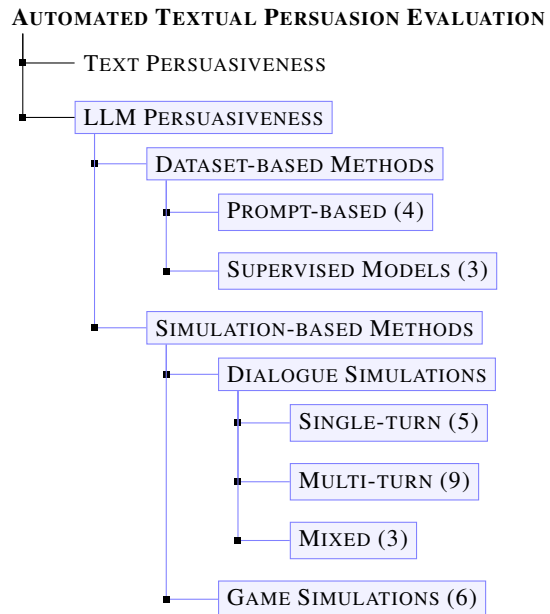 AUTOMATED TEXTUAL PERSUASION EVALUATION
TEXT PERSUASIVENESS
LLM PERSUASIVENESS
DATASET-BASED METHODS
PROMPT-BASED (4)
SUPERVISED MODELS (3)
SIMULATION-BASED METHODS
DIALOGUE SIMULATIONS
SINGLE-TURN (5)
MULTI-TURN (9)
MIXED (3)
GAME SIMULATIONS (6)